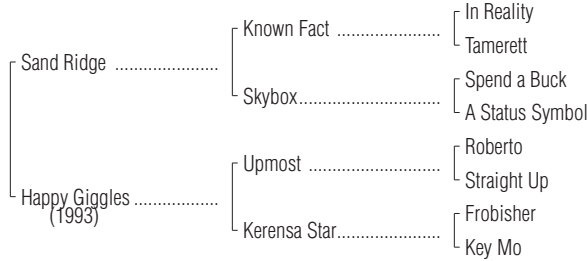 In Reality
Known Fact ........................
Tamerett
Sand Ridge ........................
Spend a Buck
Skybox................................
A Status Symbol
Roberto
Upmost ..............................
Straight Up
Happy Giggles ...................
(1993)
Frobisher
Kerensa Star.......................
Key Mo